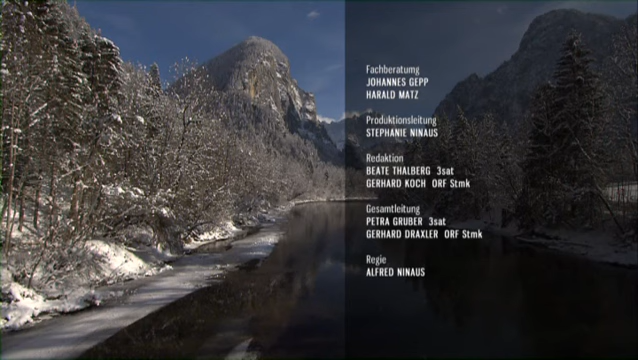 Fachberatumg
JOHANNES GEPP
HARALD MATZ
Produktionsleitung
STEPHANIE NINAUS
Redaktion
BEATE THALBERG 3sat
GERHARD KOCH ORF Stmk
Gesamtleitung
PETRA GRUBER 3sat
GERHARD DRAXLER ORF Stmk
Regie
ALFRED NINAUS